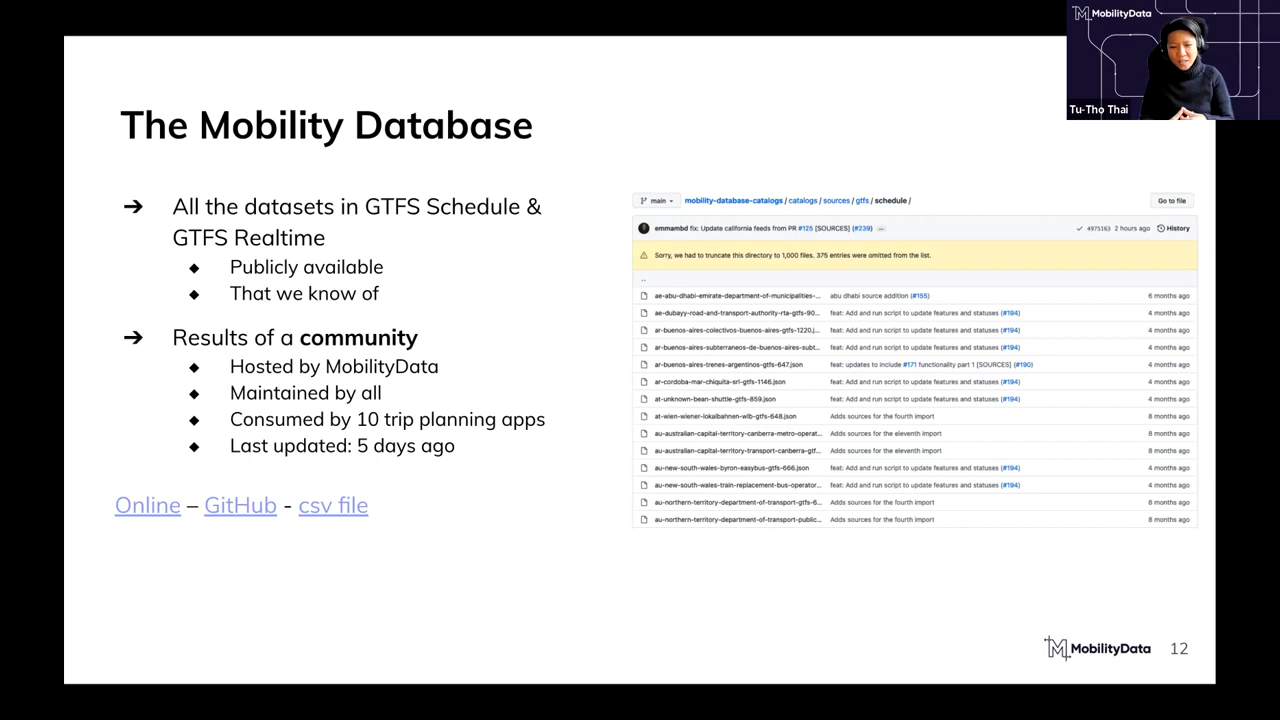 MobilityData
Tu-Tho Thai
The Mobility Database
➔ All the datasets in GTFS Schedule &
GTFS Realtime
◆ Publicly available
◆ That we know of
➔ Results of a community
◆ Hosted by MobilityData
◆ Maintained by all
◆ Consumed by 10 trip planning apps
◆ Last updated: 5 days ago
Online – GitHub - csv file
main mobility-database-catalogs / catalogs / sources / gtfs / schedule / Go to file
emmambd fix: Update california feeds from PR #125 [SOURCES] (#239) ... 4975163 2 hours ago History
Sorry, we had to truncate this directory to 1,000 files. 375 entries were omitted from the list.
..
ae-abu-dhabi-emirate-department-of-municipalities-... abu dhabi source addition (#155) 6 months ago
ae-dubayy-road-and-transport-authority-rta-gtfs-90... feat: Add and run script to update features and statuses (#194) 4 months ago
ar-buenos-aires-colectivos-buenos-aires-gtfs-1220.j... feat: Add and run script to update features and statuses (#194) 4 months ago
ar-buenos-aires-subterraneos-de-buenos-aires-subt... feat: Add and run script to update features and statuses (#194) 4 months ago
ar-buenos-aires-trenes-argentinos-gtfs-647.json feat: updates to include #171 functionality part 1 [SOURCES] (#190) 4 months ago
ar-cordoba-mar-chiquita-srl-gtfs-1146.json feat: Add and run script to update features and statuses (#194) 4 months ago
at-unknown-bean-shuttle-gtfs-859.json feat: Add and run script to update features and statuses (#194) 4 months ago
at-wien-wiener-lokalbahnen-wlb-gtfs-648.json Adds sources for the fourth import 8 months ago
au-australian-capital-territory-canberra-metro-operat... Adds sources for the eleventh import 8 months ago
au-australian-capital-territory-transport-canberra-gtf... Adds sources for the eleventh import 8 months ago
au-new-south-wales-byron-easybus-gtfs-666.json feat: Add and run script to update features and statuses (#194) 4 months ago
au-new-south-wales-train-replacement-bus-operator... feat: Add and run script to update features and statuses (#194) 4 months ago
au-northern-territory-department-of-transport-gtfs-6... Adds sources for the fourth import 8 months ago
au-northern-territory-department-of-transport-public... Adds sources for the fourth import 8 months ago
MobilityData 12